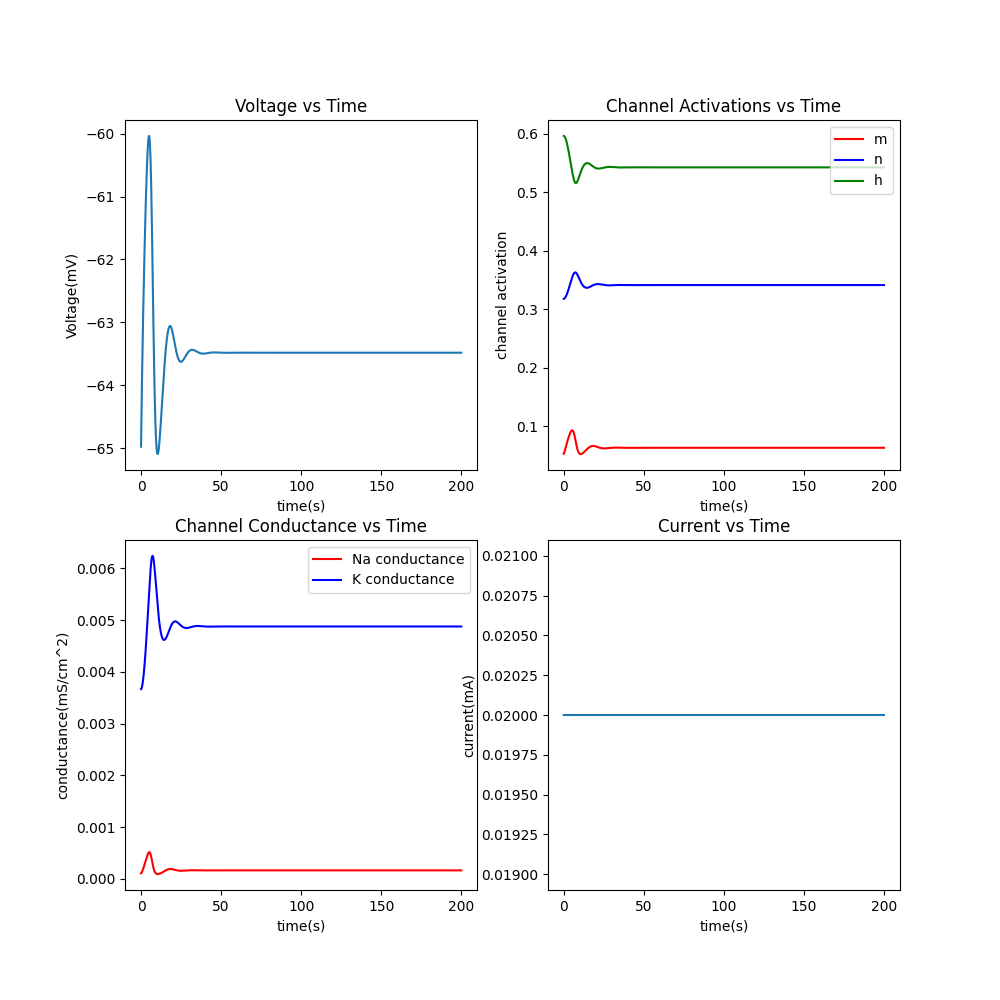 Voltage vs Time
Voltage(mV)
−60
−61
−62
−63
−64
−65
0 50 100 150 200
time(s)
Channel Activations vs Time
channel activation
0.6
0.5
0.4
0.3
0.2
0.1
m
n
h
0 50 100 150 200
time(s)
Channel Conductance vs Time
conductance(mS/cm^2)
0.006
0.005
0.004
0.003
0.002
0.001
0.000
Na conductance
K conductance
0 50 100 150 200
time(s)
Current vs Time
current(mA)
0.02100
0.02075
0.02050
0.02025
0.02000
0.01975
0.01950
0.01925
0.01900
0 50 100 150 200
time(s)